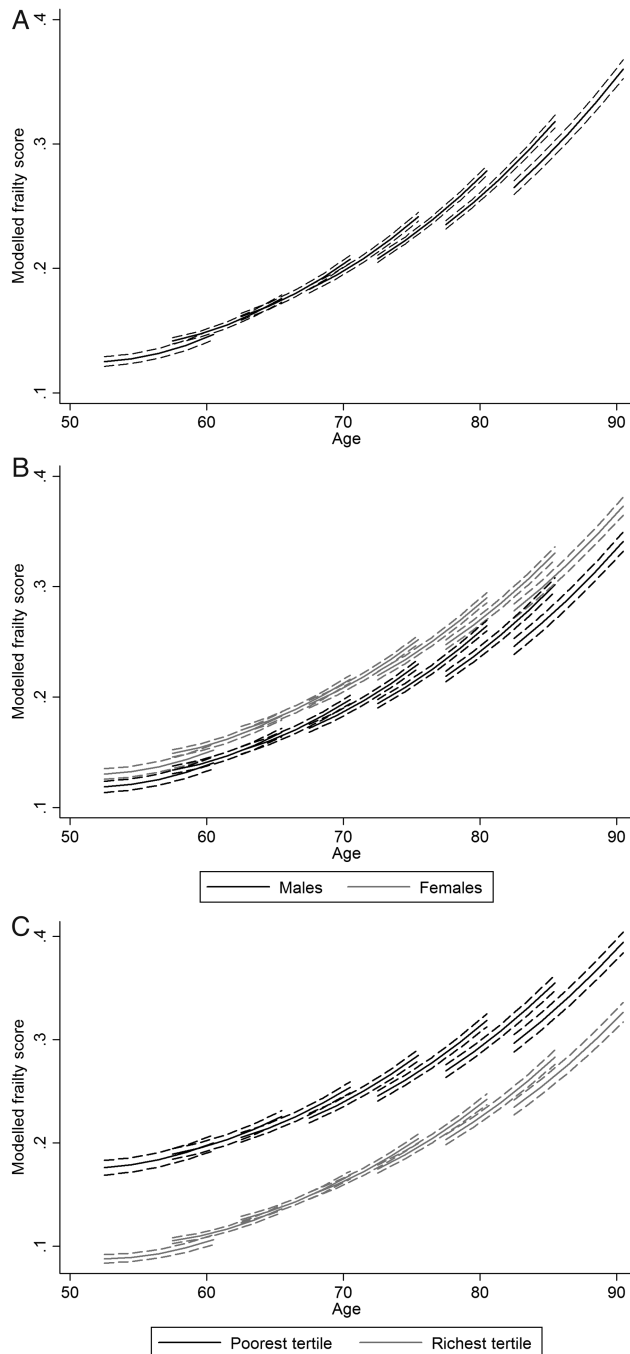 A
.4
.3
.2
.1
Modelled frailty score
50 60 70 80 90
Age
B
.4
.3
.2
.1
Modelled frailty score
50 60 70 80 90
Age
Males Females
C
.4
.3
.2
.1
Modelled frailty score
50 60 70 80 90
Age
Poorest tertile Richest tertile